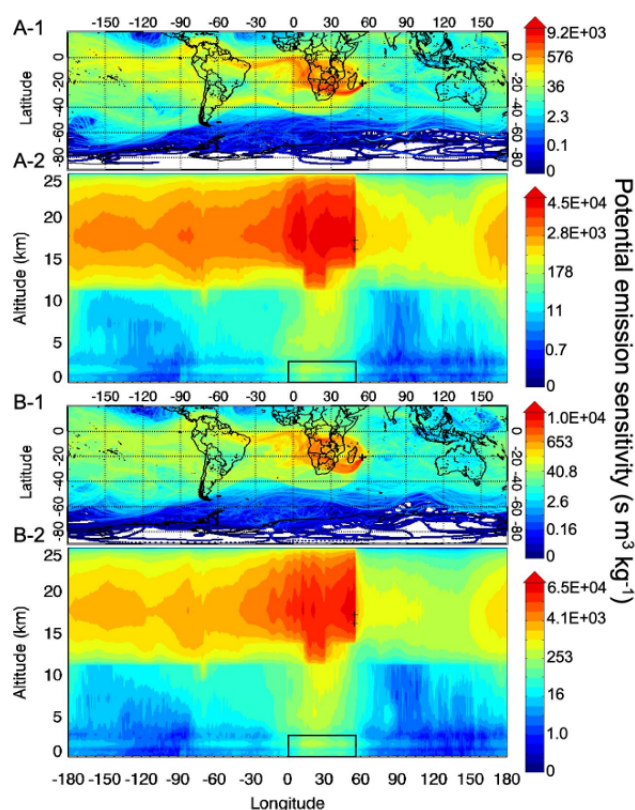 A-1
-150 -120 -90 -60 -30 0 30 60 90 120 150
Latitude
0
-20
-40
-60
-80
0
-20
-40
-60
-80
9.2E+03
576
36
2.3
0.1
A-2
Altitude (km)
25
20
15
10
5
0
4.5E+04
2.8E+03
178
11
0.7
B-1
Latitude
0
-20
-40
-60
-80
0
-20
-40
-60
-80
1.0E+04
653
40.8
2.6
0.16
B-2
Altitude (km)
25
20
15
10
5
0
6.5E+04
4.1E+03
253
16
1.0
-180 -150 -120 -90 -60 -30 0 30 60 90 120 150 180
Longitude
Potential emission sensitivity (s m³ kg⁻¹)